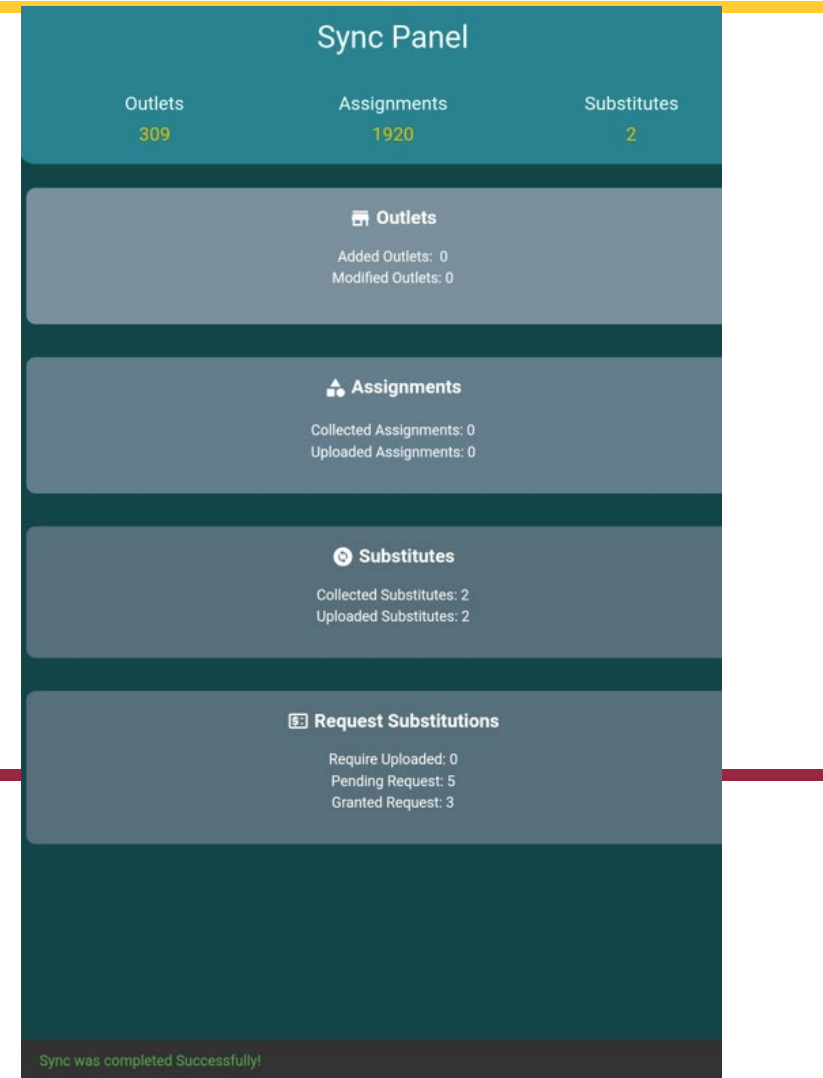 Sync Panel
Outlets Assignments Substitutes
309 1920 2
Outlets
Added Outlets: 0
Modified Outlets: 0
Assignments
Collected Assignments: 0
Uploaded Assignments: 0
Substitutes
Collected Substitutes: 2
Uploaded Substitutes: 2
Request Substitutions
Require Uploaded: 0
Pending Request: 5
Granted Request: 3
Sync was completed Successfully!